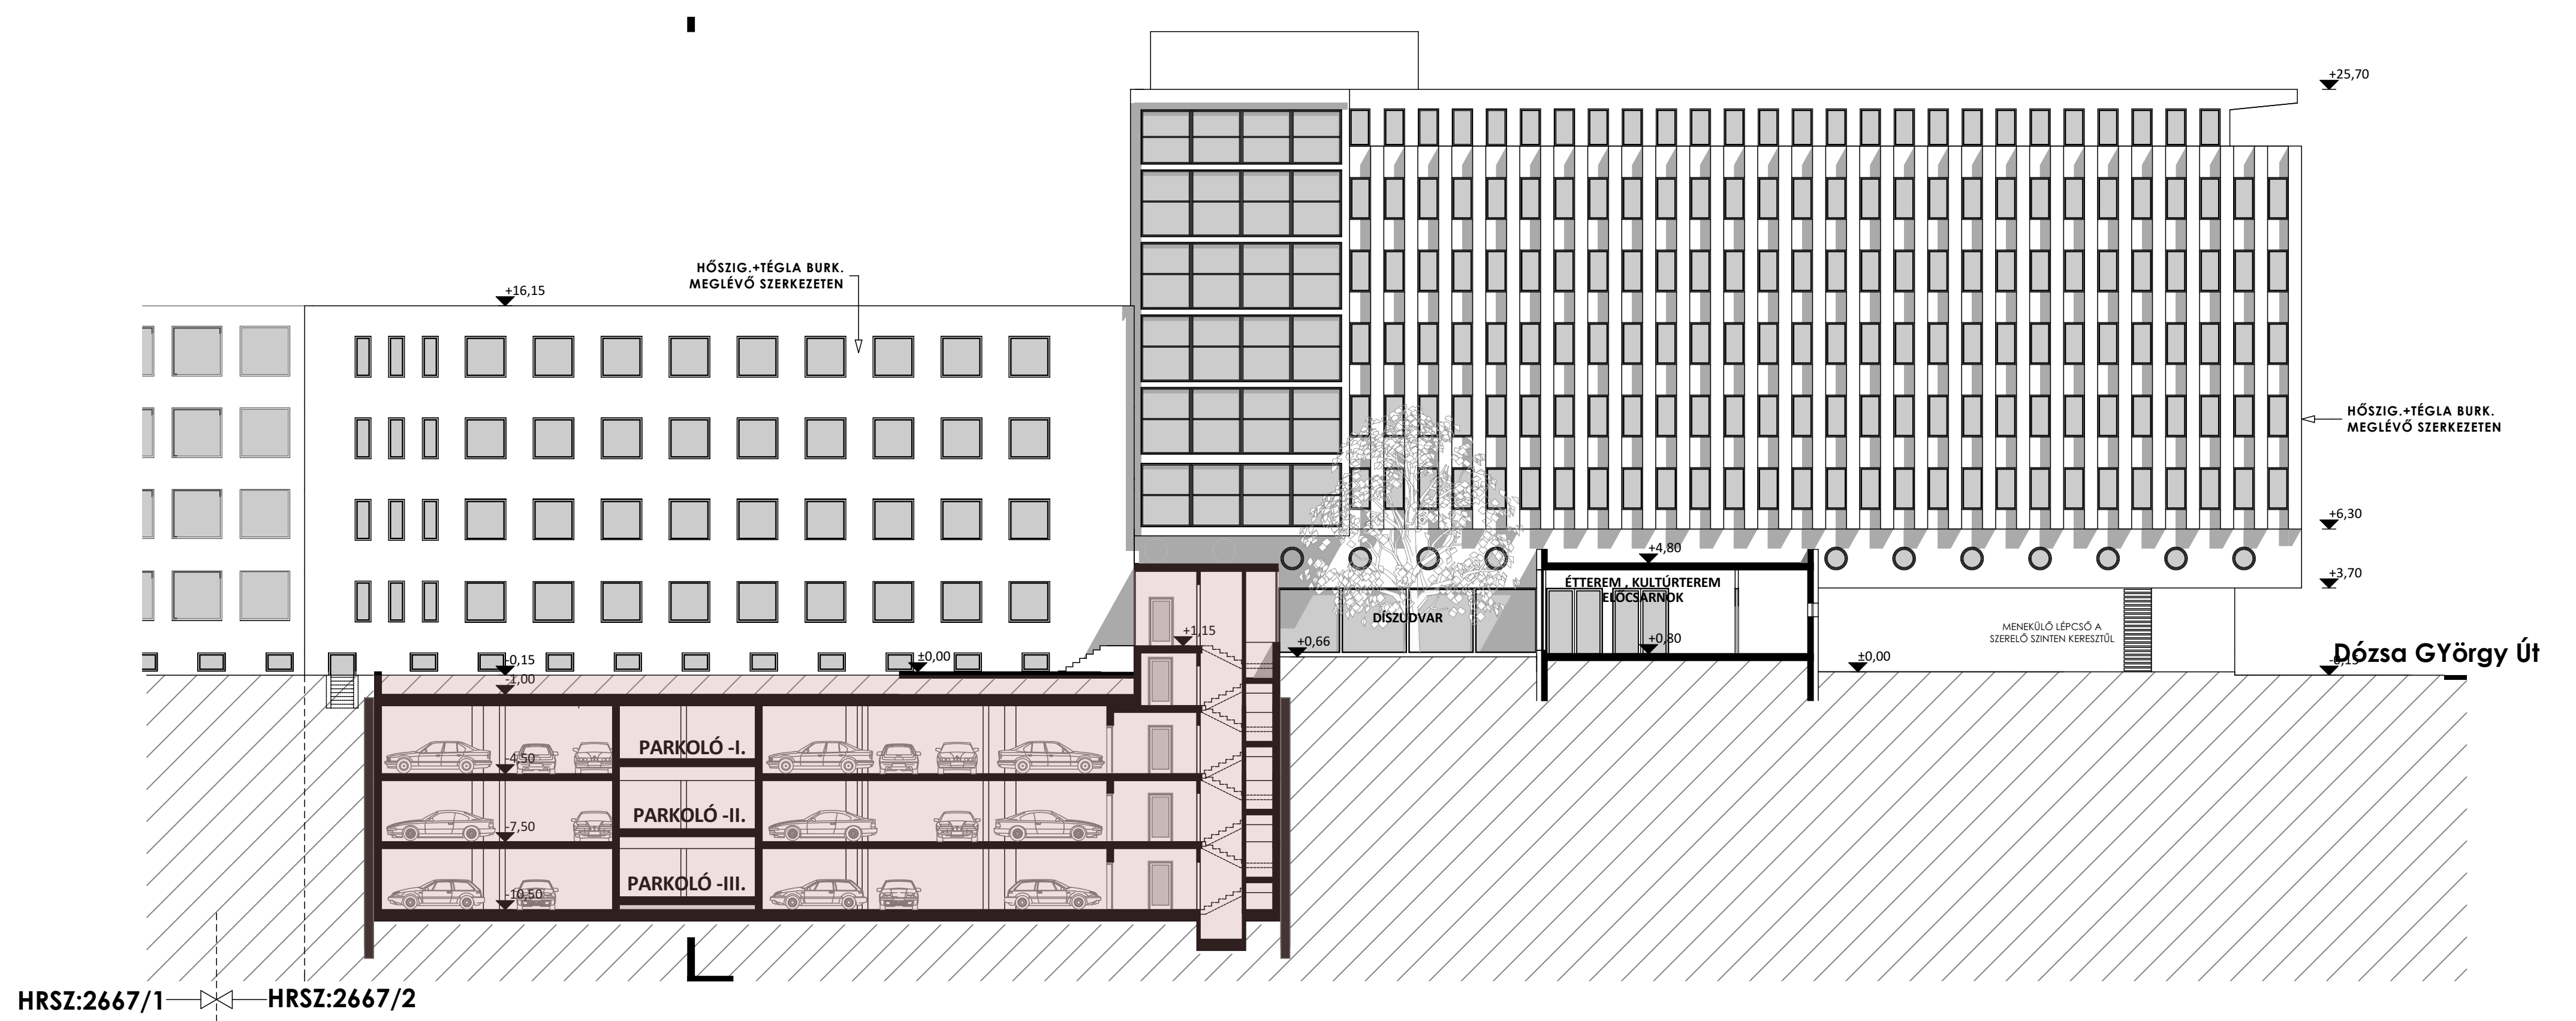 +25,70
HŐSZIG.+TÉGLA BURK.
MEGLÉVŐ SZERKEZETEN
+16,15
HŐSZIG.+TÉGLA BURK.
MEGLÉVŐ SZERKEZETEN
+6,30
+4,80
+3,70
ÉTTEREM , KULTÚRTEREM
ELŐCSARNOK
DÍSZUDVAR
+1,15
+0,66
+0,80
MENEKÜLŐ LÉPCSŐ A
SZERELŐ SZINTEN KERESZTÜL
Dózsa GYörgy Út
-0,15
±0,00
±0,00
-0,15
-1,00
PARKOLÓ -I.
-4,50
PARKOLÓ -II.
-7,50
PARKOLÓ -III.
-10,50
HRSZ:2667/1
HRSZ:2667/2